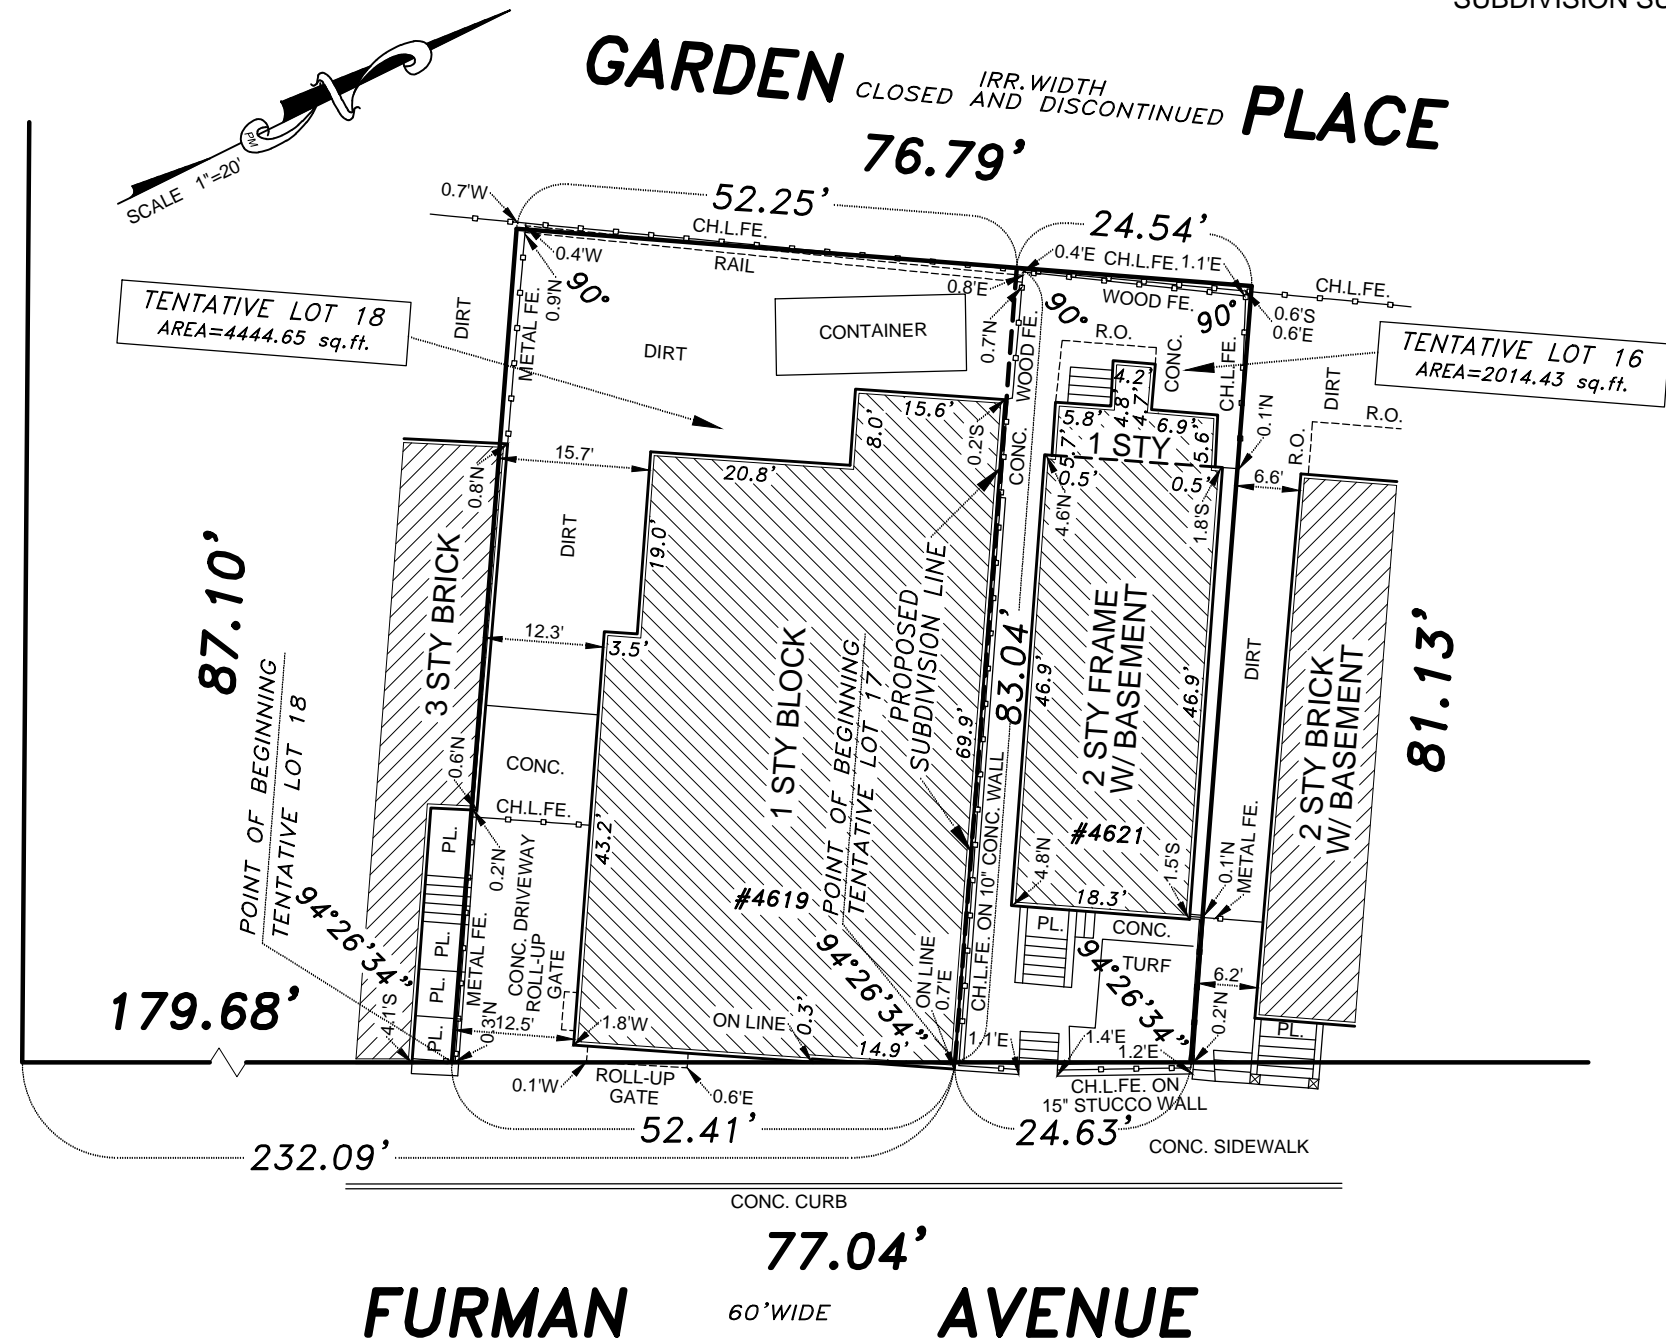 SUBDIVISION SU
GARDEN
CLOSED
IRR.WIDTH
AND DISCONTINUED
PLACE
76.79'
PM
SCALE 1"=20'
0.7'W
52.25'
CH.L.FE.
24.54'
0.4'W
RAIL
0.4'E
CH.L.FE.
1.1'E
CH.L.FE.
0.8'E
WOOD FE.
0.6'S
0.6'E
90°
90°
90°
METAL FE.
0.9'N
DIRT
TENTATIVE LOT 18
AREA=4444.65 sq.ft.
DIRT
CONTAINER
0.7'N
WOOD FE.
R.O.
CONC.
CH.L.FE.
TENTATIVE LOT 16
AREA=2014.43 sq.ft.
DIRT
R.O.
R.O.
0.1'N
15.6'
8.0'
0.2'S
CONC.
4.2'
4.8'
4.7'
5.8'
6.9'
5.7'
5.6'
1 STY
0.5'
0.5'
15.7'
20.8'
0.8'N
4.6'N
1.8'S
6.6'
DIRT
19.0'
87.10'
3 STY BRICK
12.3'
3.5'
1 STY BLOCK
PROPOSED
SUBDIVISION LINE
POINT OF BEGINNING
TENTATIVE LOT 17
83.04'
69.9'
46.9'
46.9'
2 STY FRAME
W/ BASEMENT
DIRT
2 STY BRICK
W/ BASEMENT
81.13'
POINT OF BEGINNING
TENTATIVE LOT 18
0.6'N
CONC.
CH.L.FE.
43.2'
#4619
#4621
4.8'N
1.5'S
18.3'
0.1'N
METAL FE.
94°26'34"
94°26'34"
94°26'34"
PL.
PL.
PL.
PL.
0.2'N
METAL FE.
CONC. DRIVEWAY
ROLL-UP
GATE
ON LINE
0.7'E
CH.L.FE. ON 10" CONC. WALL
PL.
CONC.
TURF
6.2'
0.2'N
PL.
179.68'
4.1'S
0.3'N
12.5'
1.8'W
ON LINE
0.3'
14.9'
1.1'E
1.4'E
1.2'E
0.1'W
ROLL-UP
GATE
0.6'E
CH.L.FE. ON
15" STUCCO WALL
52.41'
24.63'
232.09'
CONC. SIDEWALK
CONC. CURB
77.04'
FURMAN
60'WIDE
AVENUE